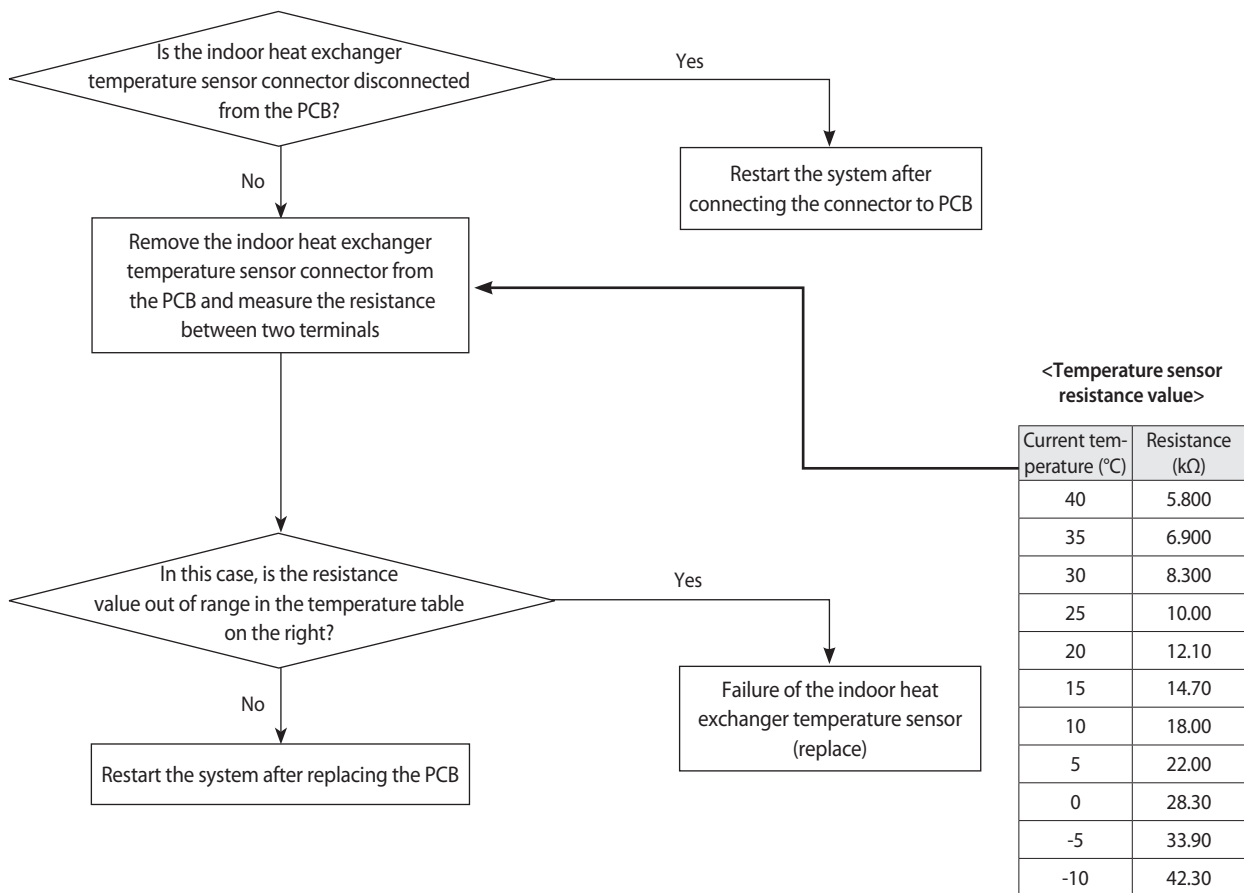 Is the indoor heat exchanger
temperature sensor connector disconnected
from the PCB?
Yes
Restart the system after
connecting the connector to PCB
No
Remove the indoor heat exchanger
temperature sensor connector from
the PCB and measure the resistance
between two terminals
In this case, is the resistance
value out of range in the temperature table
on the right?
Yes
Failure of the indoor heat
exchanger temperature sensor
(replace)
No
Restart the system after replacing the PCB
<Temperature sensor
resistance value>
Current tem-
perature (°C)
Resistance
(kΩ)
40 5.800
35 6.900
30 8.300
25 10.00
20 12.10
15 14.70
10 18.00
5 22.00
0 28.30
-5 33.90
-10 42.30